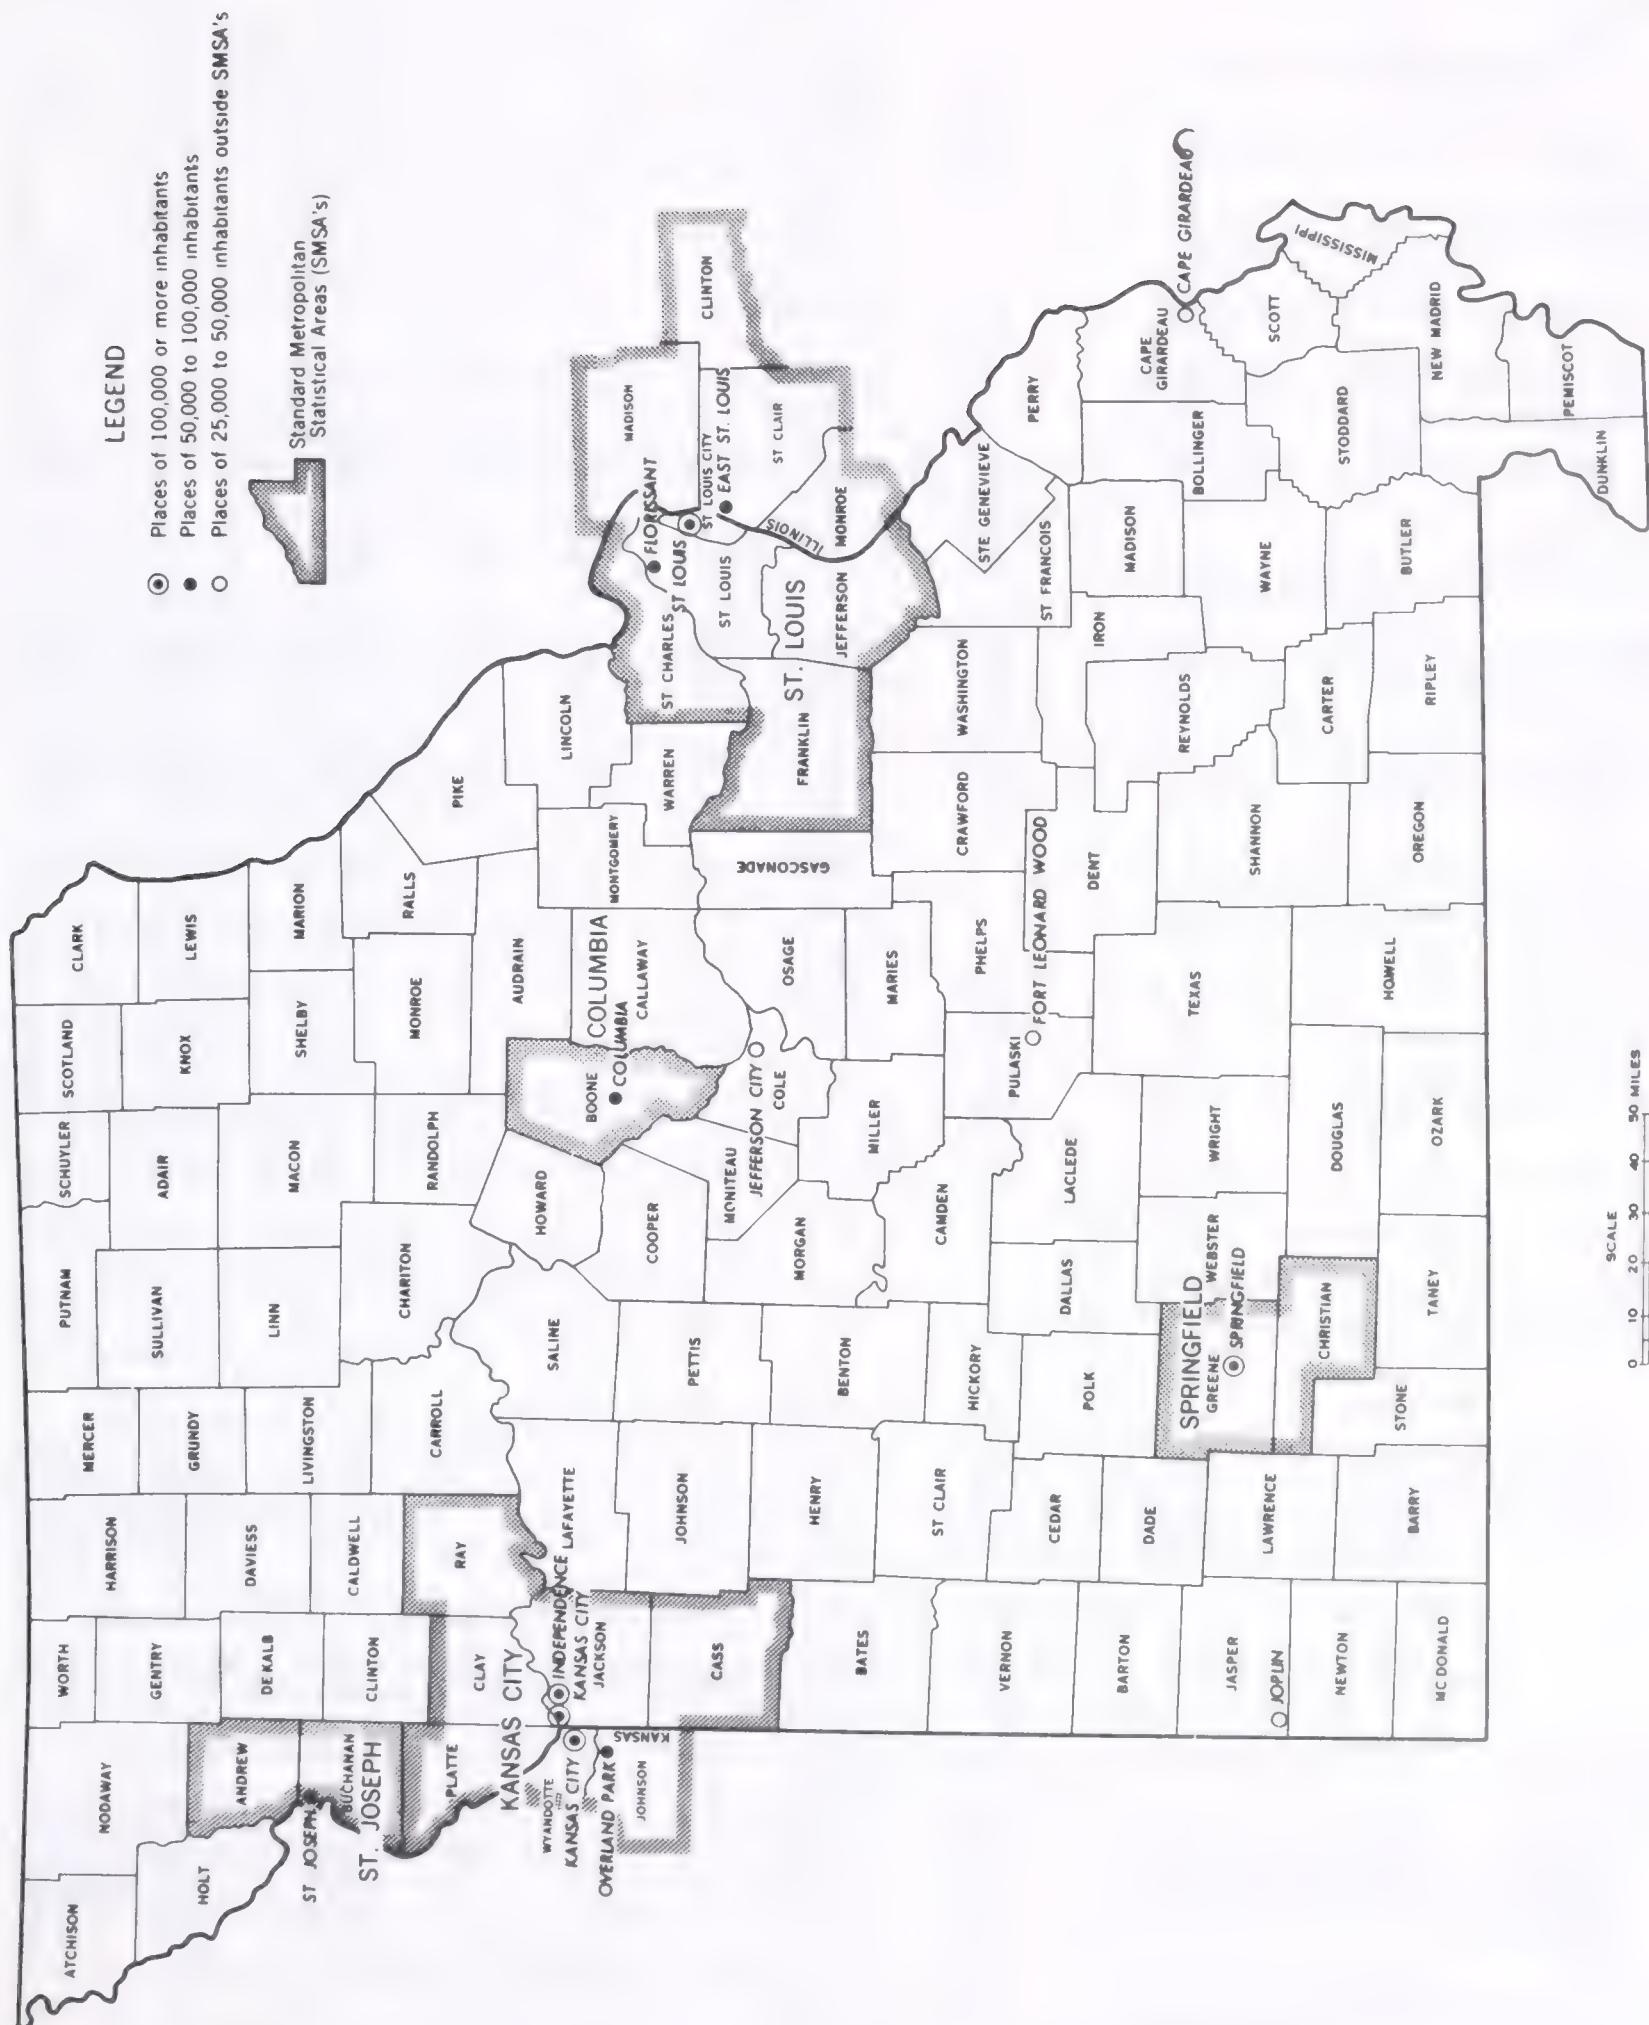 LEGEND
Places of 100,000 or more inhabitants
Places of 50,000 to 100,000 inhabitants
Places of 25,000 to 50,000 inhabitants outside SMSA's
Standard Metropolitan
Statistical Areas (SMSA's)
ATCHISON
NODAWAY
WORTH
HARRISON
MERCER
PUTNAM
SCHUYLER
SCOTLAND
CLARK
HOLT
ANDREW
GENTRY
DAVIESS
GRUNDY
SULLIVAN
ADAIR
KNOX
LEWIS
DE KALB
ST JOSEPH
BUCHANAN
ST. JOSEPH
CLINTON
CALDWELL
LIVINGSTON
LINN
MACON
SHELBY
MARION
PLATTE
CLAY
RAY
CARROLL
CHARITON
RANDOLPH
MONROE
RALLS
PIKE
KANSAS CITY
WYANDOTTE
KANSAS CITY
OVERLAND PARK
JOHNSON
KANSAS
INDEPENDENCE
KANSAS CITY
JACKSON
LAFAYETTE
SALINE
HOWARD
BOONE
COLUMBIA
COLUMBIA
AUDRAIN
CALLAWAY
MONTGOMERY
LINCOLN
WARREN
ST CHARLES
ST LOUIS
FLORISSANT
MADISON
CLINTON
ST LOUIS CITY
EAST ST. LOUIS
ST CLAIR
ST LOUIS
ILLINOIS
MONROE
ST. LOUIS
JEFFERSON
FRANKLIN
GASCONADE
CASS
JOHNSON
PETTIS
COOPER
MONITEAU
JEFFERSON CITY
COLE
OSAGE
BATES
HENRY
BENTON
MORGAN
MILLER
MARIES
VERNON
ST CLAIR
HICKORY
CAMDEN
PULASKI
PHELPS
CRAWFORD
WASHINGTON
STE GENEVIEVE
PERRY
ST FRANCOIS
FORT LEONARD WOOD
BARTON
CEDAR
POLK
DALLAS
LACLEDE
DENT
IRON
MADISON
BOLLINGER
CAPE
GIRARDEAU
CAPE GIRARDEAU
DADE
SPRINGFIELD
GREENE
SPRINGFIELD
WEBSTER
WRIGHT
TEXAS
REYNOLDS
WAYNE
SCOTT
MISSISSIPPI
JASPER
JOPLIN
LAWRENCE
CHRISTIAN
DOUGLAS
SHANNON
CARTER
STODDARD
NEWTON
BARRY
STONE
TANEY
OZARK
HOWELL
OREGON
RIPLEY
BUTLER
NEW MADRID
MC DONALD
DUNKLIN
PEMISCOT
SCALE
0 10 20 30 40 50 MILES